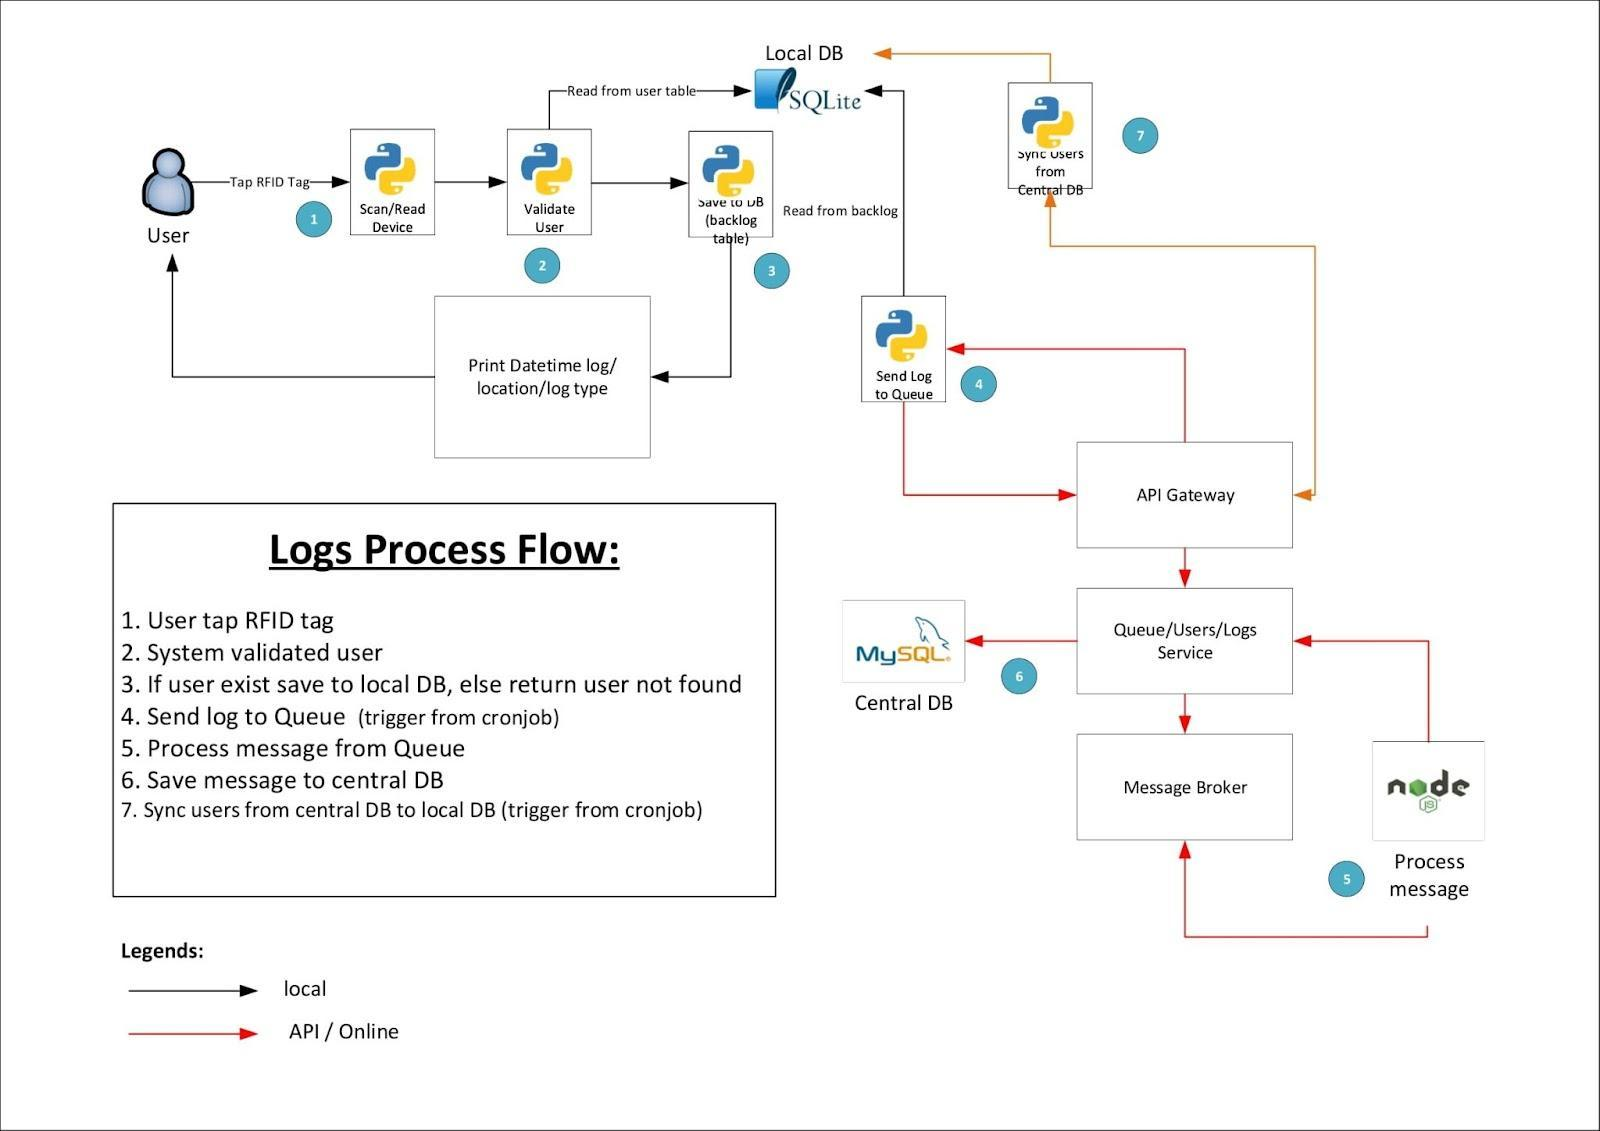 Local DB
SQLite
Read from user table
Tap RFID Tag
1
Scan/Read
Device
Validate
User
2
Save to DB
(backlog
table)
3
Read from backlog
Sync Users
from
Central DB
7
User
Print Datetime log/
location/log type
Send Log
to Queue
4
API Gateway
Queue/Users/Logs
Service
MySQL®
Central DB
6
Message Broker
node
JS
Process
message
5
Logs Process Flow:
1. User tap RFID tag
2. System validated user
3. If user exist save to local DB, else return user not found
4. Send log to Queue (trigger from cronjob)
5. Process message from Queue
6. Save message to central DB
7. Sync users from central DB to local DB (trigger from cronjob)
Legends:
local
API / Online